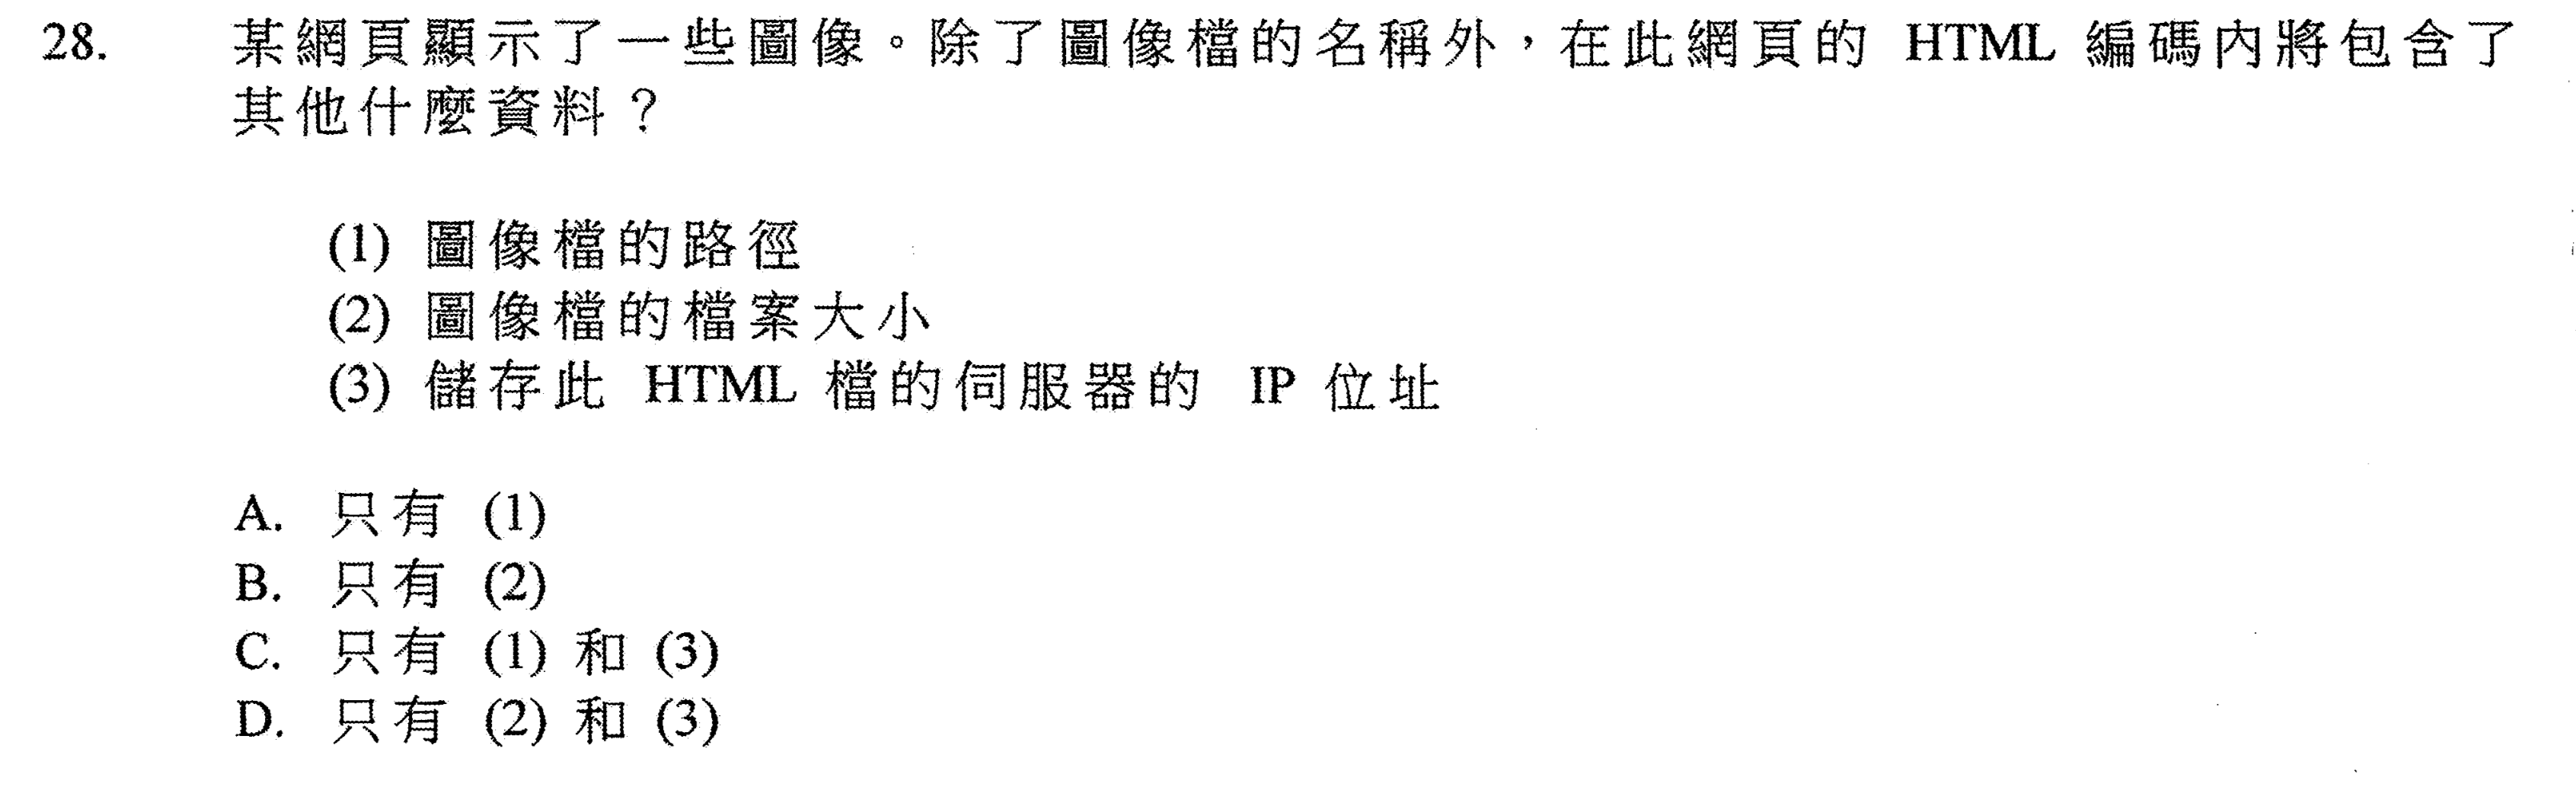 28. 某網頁顯示了一些圖像。除了圖像檔的名稱外，在此網頁的 HTML 編碼內將包含了
其他什麼資料？
(1) 圖像檔的路徑
(2) 圖像檔的檔案大小
(3) 儲存此 HTML 檔的伺服器的 IP 位址
A. 只有 (1)
B. 只有 (2)
C. 只有 (1) 和 (3)
D. 只有 (2) 和 (3)